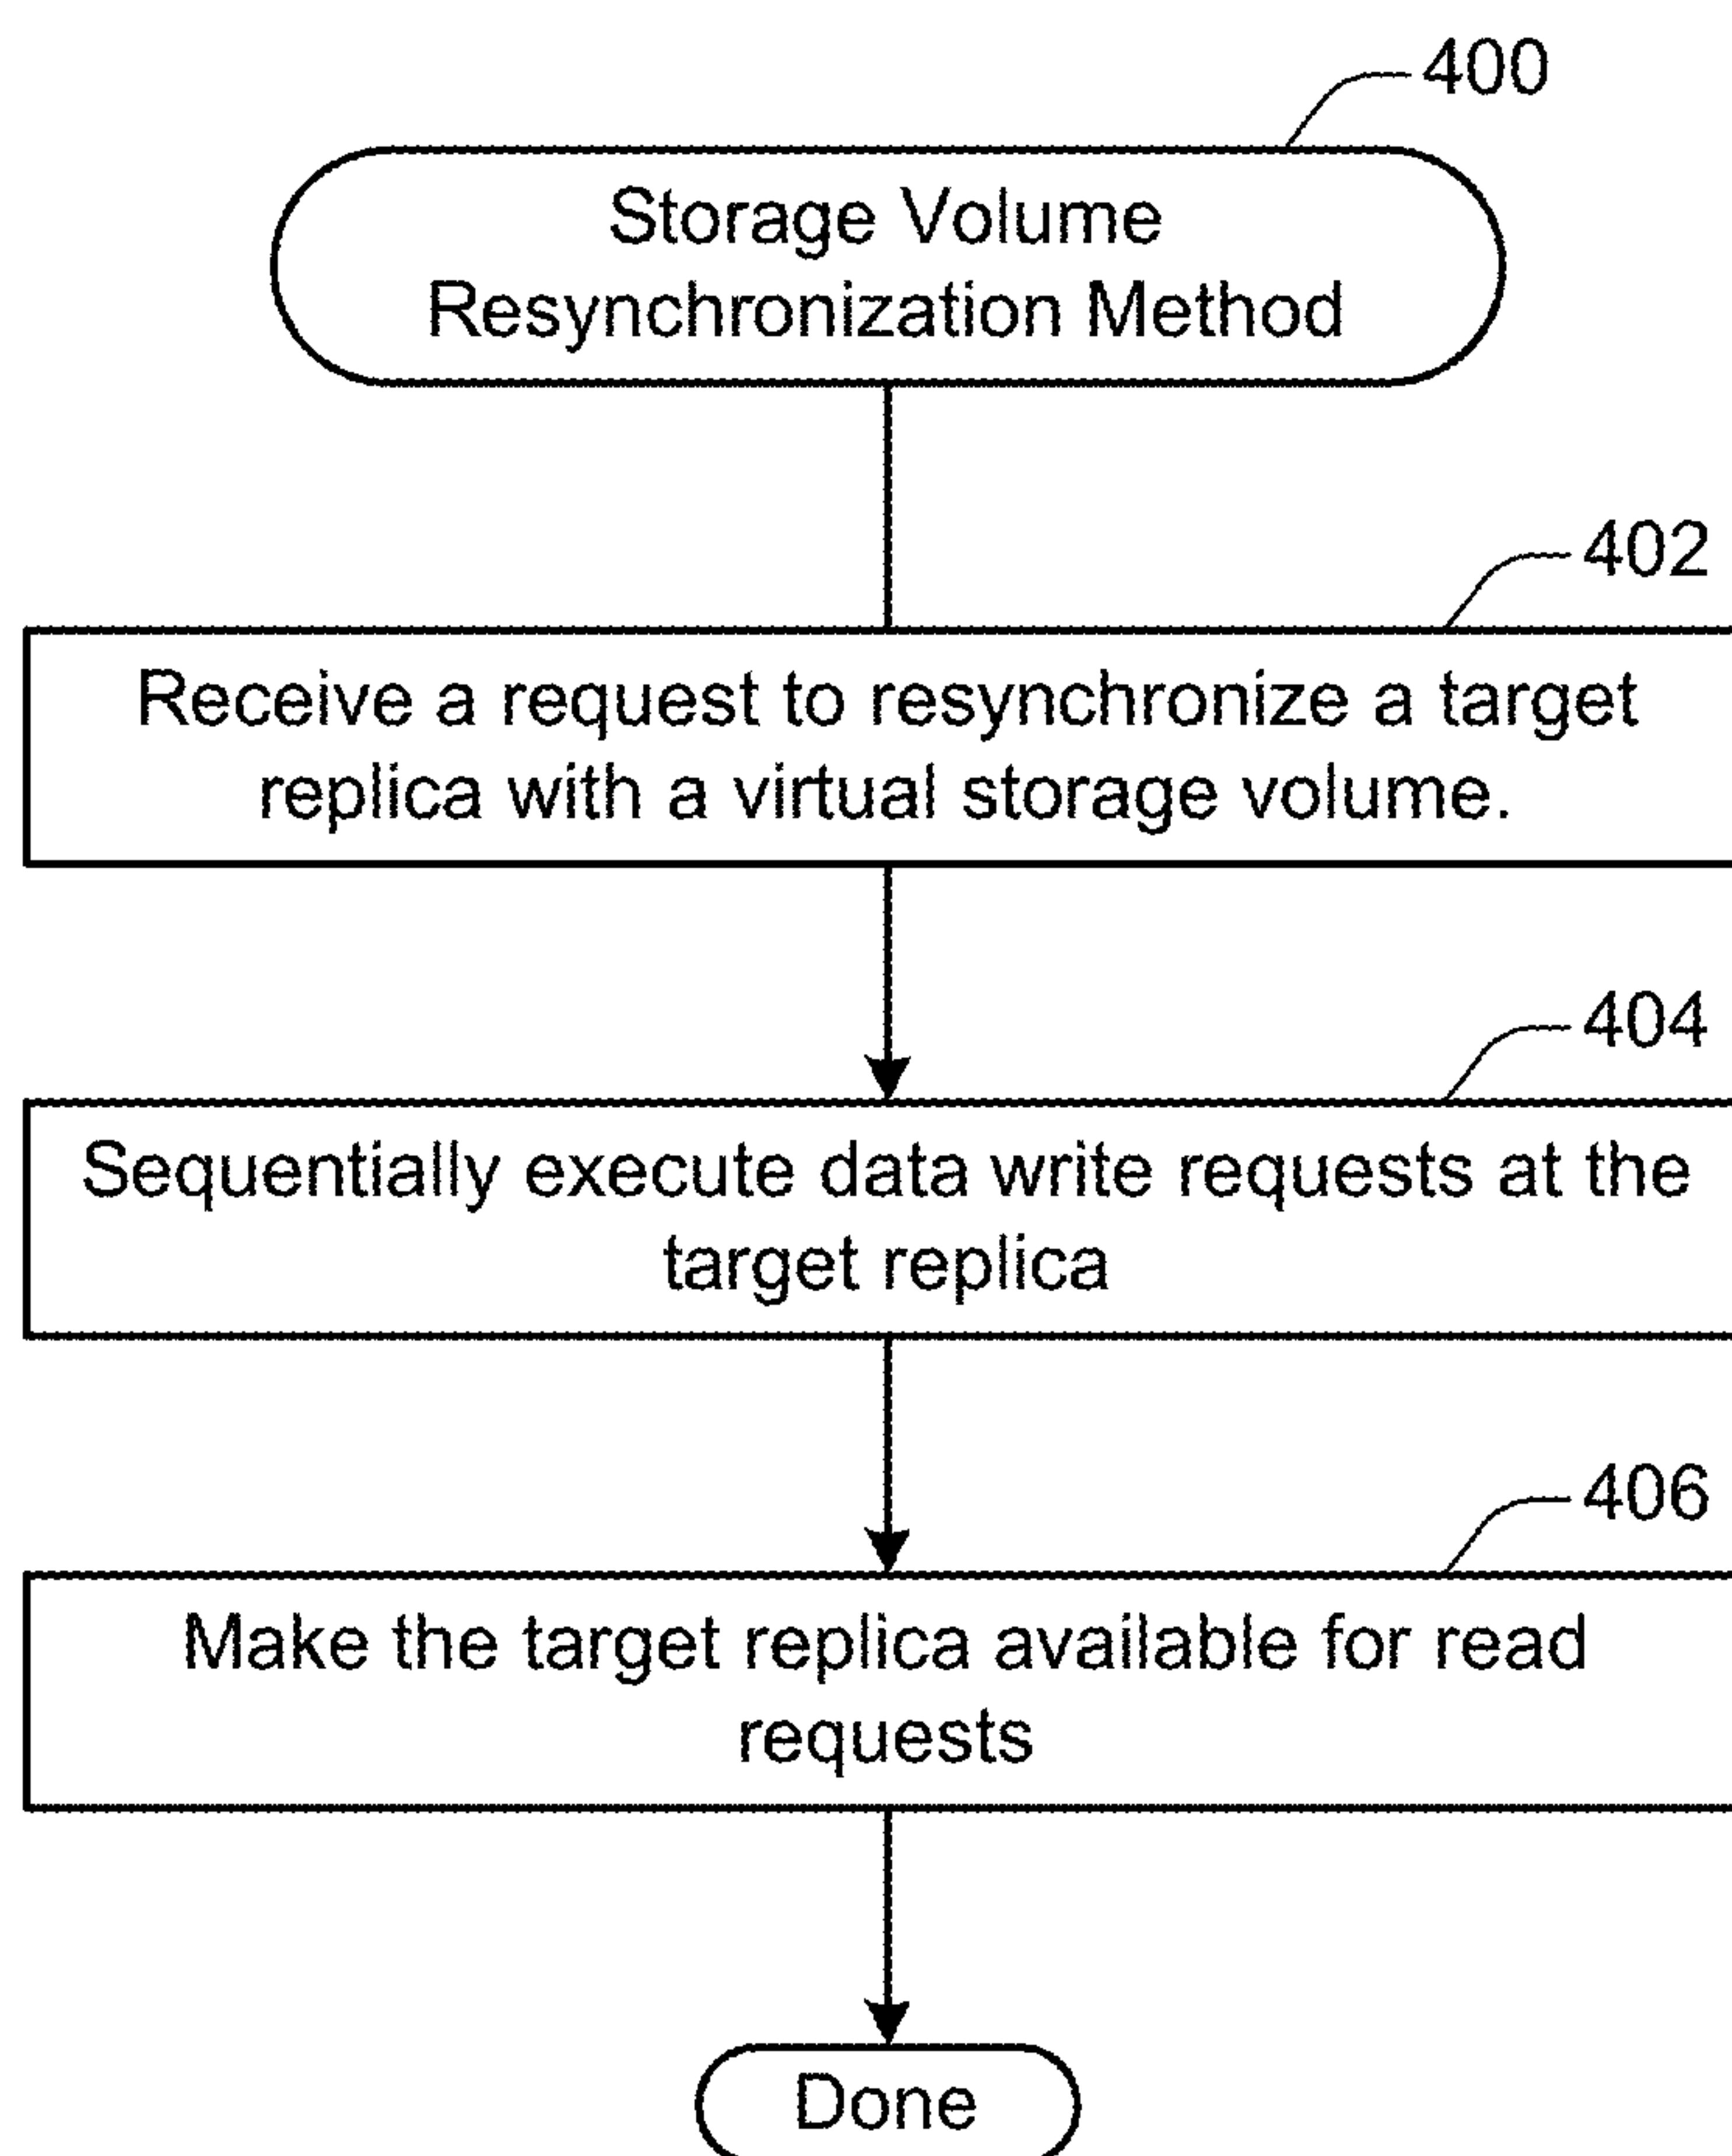 400
Storage Volume
Resynchronization Method
402
Receive a request to resynchronize a target
replica with a virtual storage volume.
404
Sequentially execute data write requests at the
target replica
406
Make the target replica available for read
requests
Done